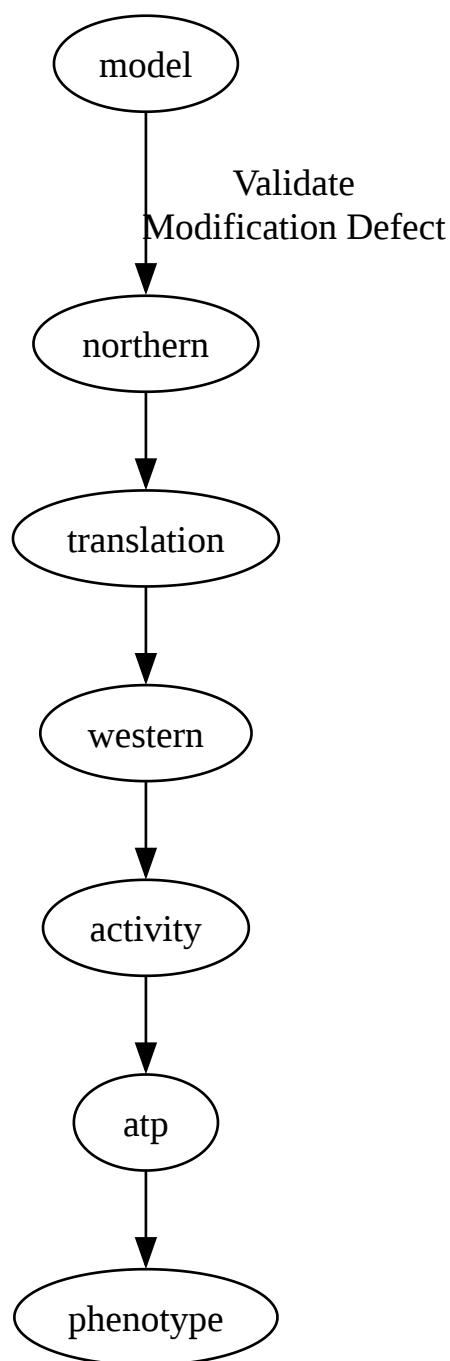 model
Validate
Modification Defect
northern
translation
western
activity
atp
phenotype